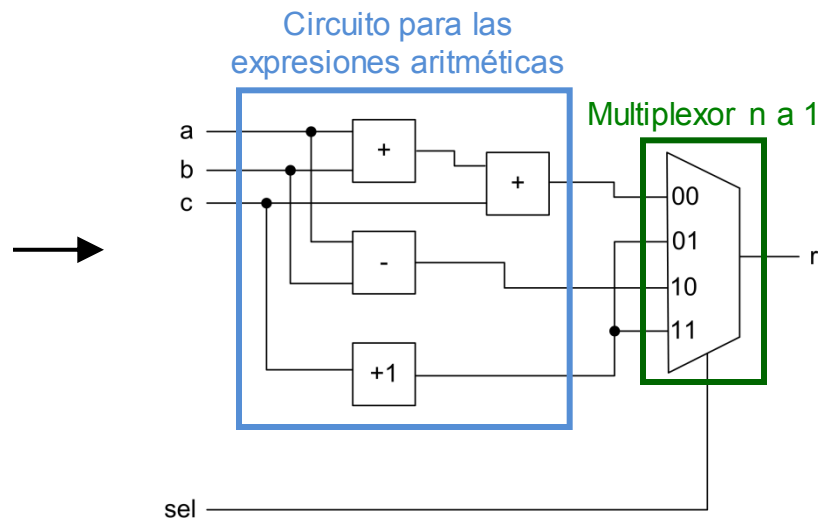 Circuito para las
expresiones aritméticas
Multiplexor n a 1
a
b
c
+
+
-
+1
00
01
10
11
r
sel